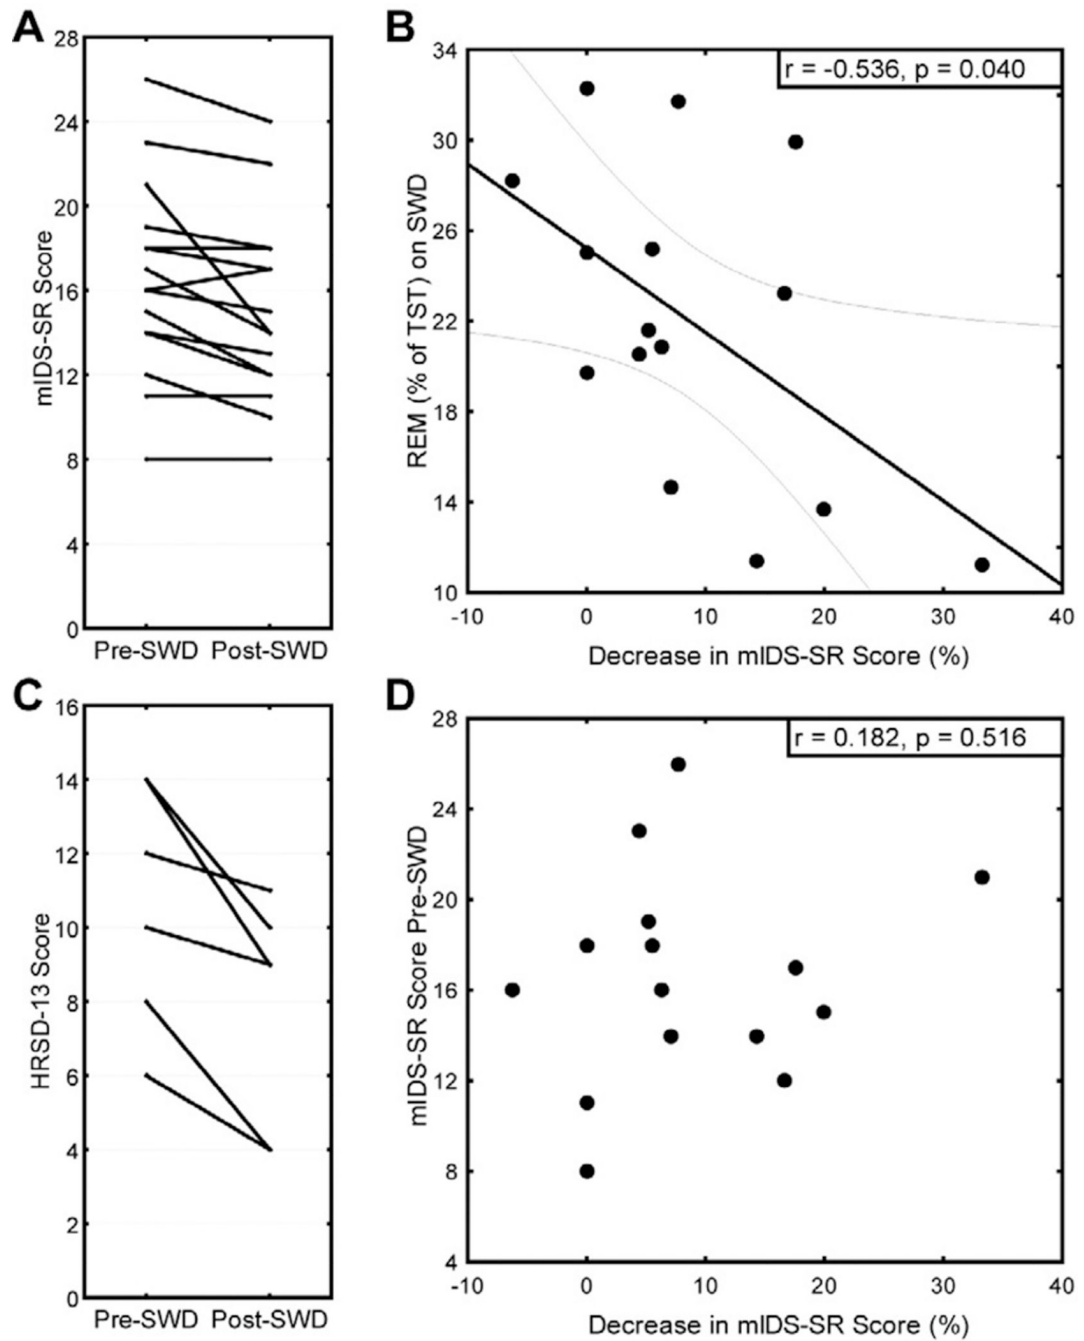 A
28
24
20
16
12
8
4
0
mIDS-SR Score
Pre-SWD Post-SWD
B
34
30
26
22
18
14
10
REM (% of TST) on SWD
r = -0.536, p = 0.040
-10 0 10 20 30 40
Decrease in mIDS-SR Score (%)
C
16
14
12
10
8
6
4
2
0
HRSD-13 Score
Pre-SWD Post-SWD
D
28
24
20
16
12
8
4
mIDS-SR Score Pre-SWD
r = 0.182, p = 0.516
-10 0 10 20 30 40
Decrease in mIDS-SR Score (%)